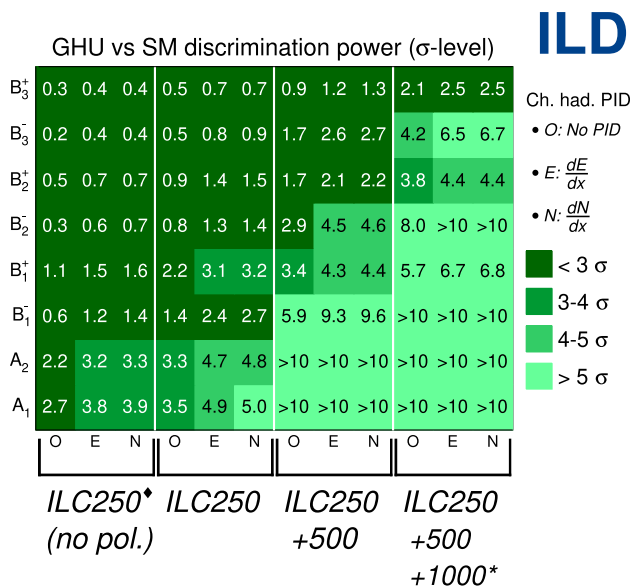 ILD
GHU vs SM discrimination power (σ-level)
B₃⁺ 0.3 0.4 0.4 0.5 0.7 0.7 0.9 1.2 1.3 2.1 2.5 2.5
B₃⁻ 0.2 0.4 0.4 0.5 0.8 0.9 1.7 2.6 2.7 4.2 6.5 6.7
B₂⁺ 0.5 0.7 0.7 0.9 1.4 1.5 1.7 2.1 2.2 3.8 4.4 4.4
B₂⁻ 0.3 0.6 0.7 0.8 1.3 1.4 2.9 4.5 4.6 8.0 >10 >10
B₁⁺ 1.1 1.5 1.6 2.2 3.1 3.2 3.4 4.3 4.4 5.7 6.7 6.8
B₁⁻ 0.6 1.2 1.4 1.4 2.4 2.7 5.9 9.3 9.6 >10 >10 >10
A₂ 2.2 3.2 3.3 3.3 4.7 4.8 >10 >10 >10 >10 >10 >10
A₁ 2.7 3.8 3.9 3.5 4.9 5.0 >10 >10 >10 >10 >10 >10
O E N O E N O E N O E N
ILC250♦ (no pol.)
ILC250
ILC250 +500
ILC250 +500 +1000*
Ch. had. PID
• O: No PID
• E: dE/dx
• N: dN/dx
< 3 σ
3-4 σ
4-5 σ
> 5 σ